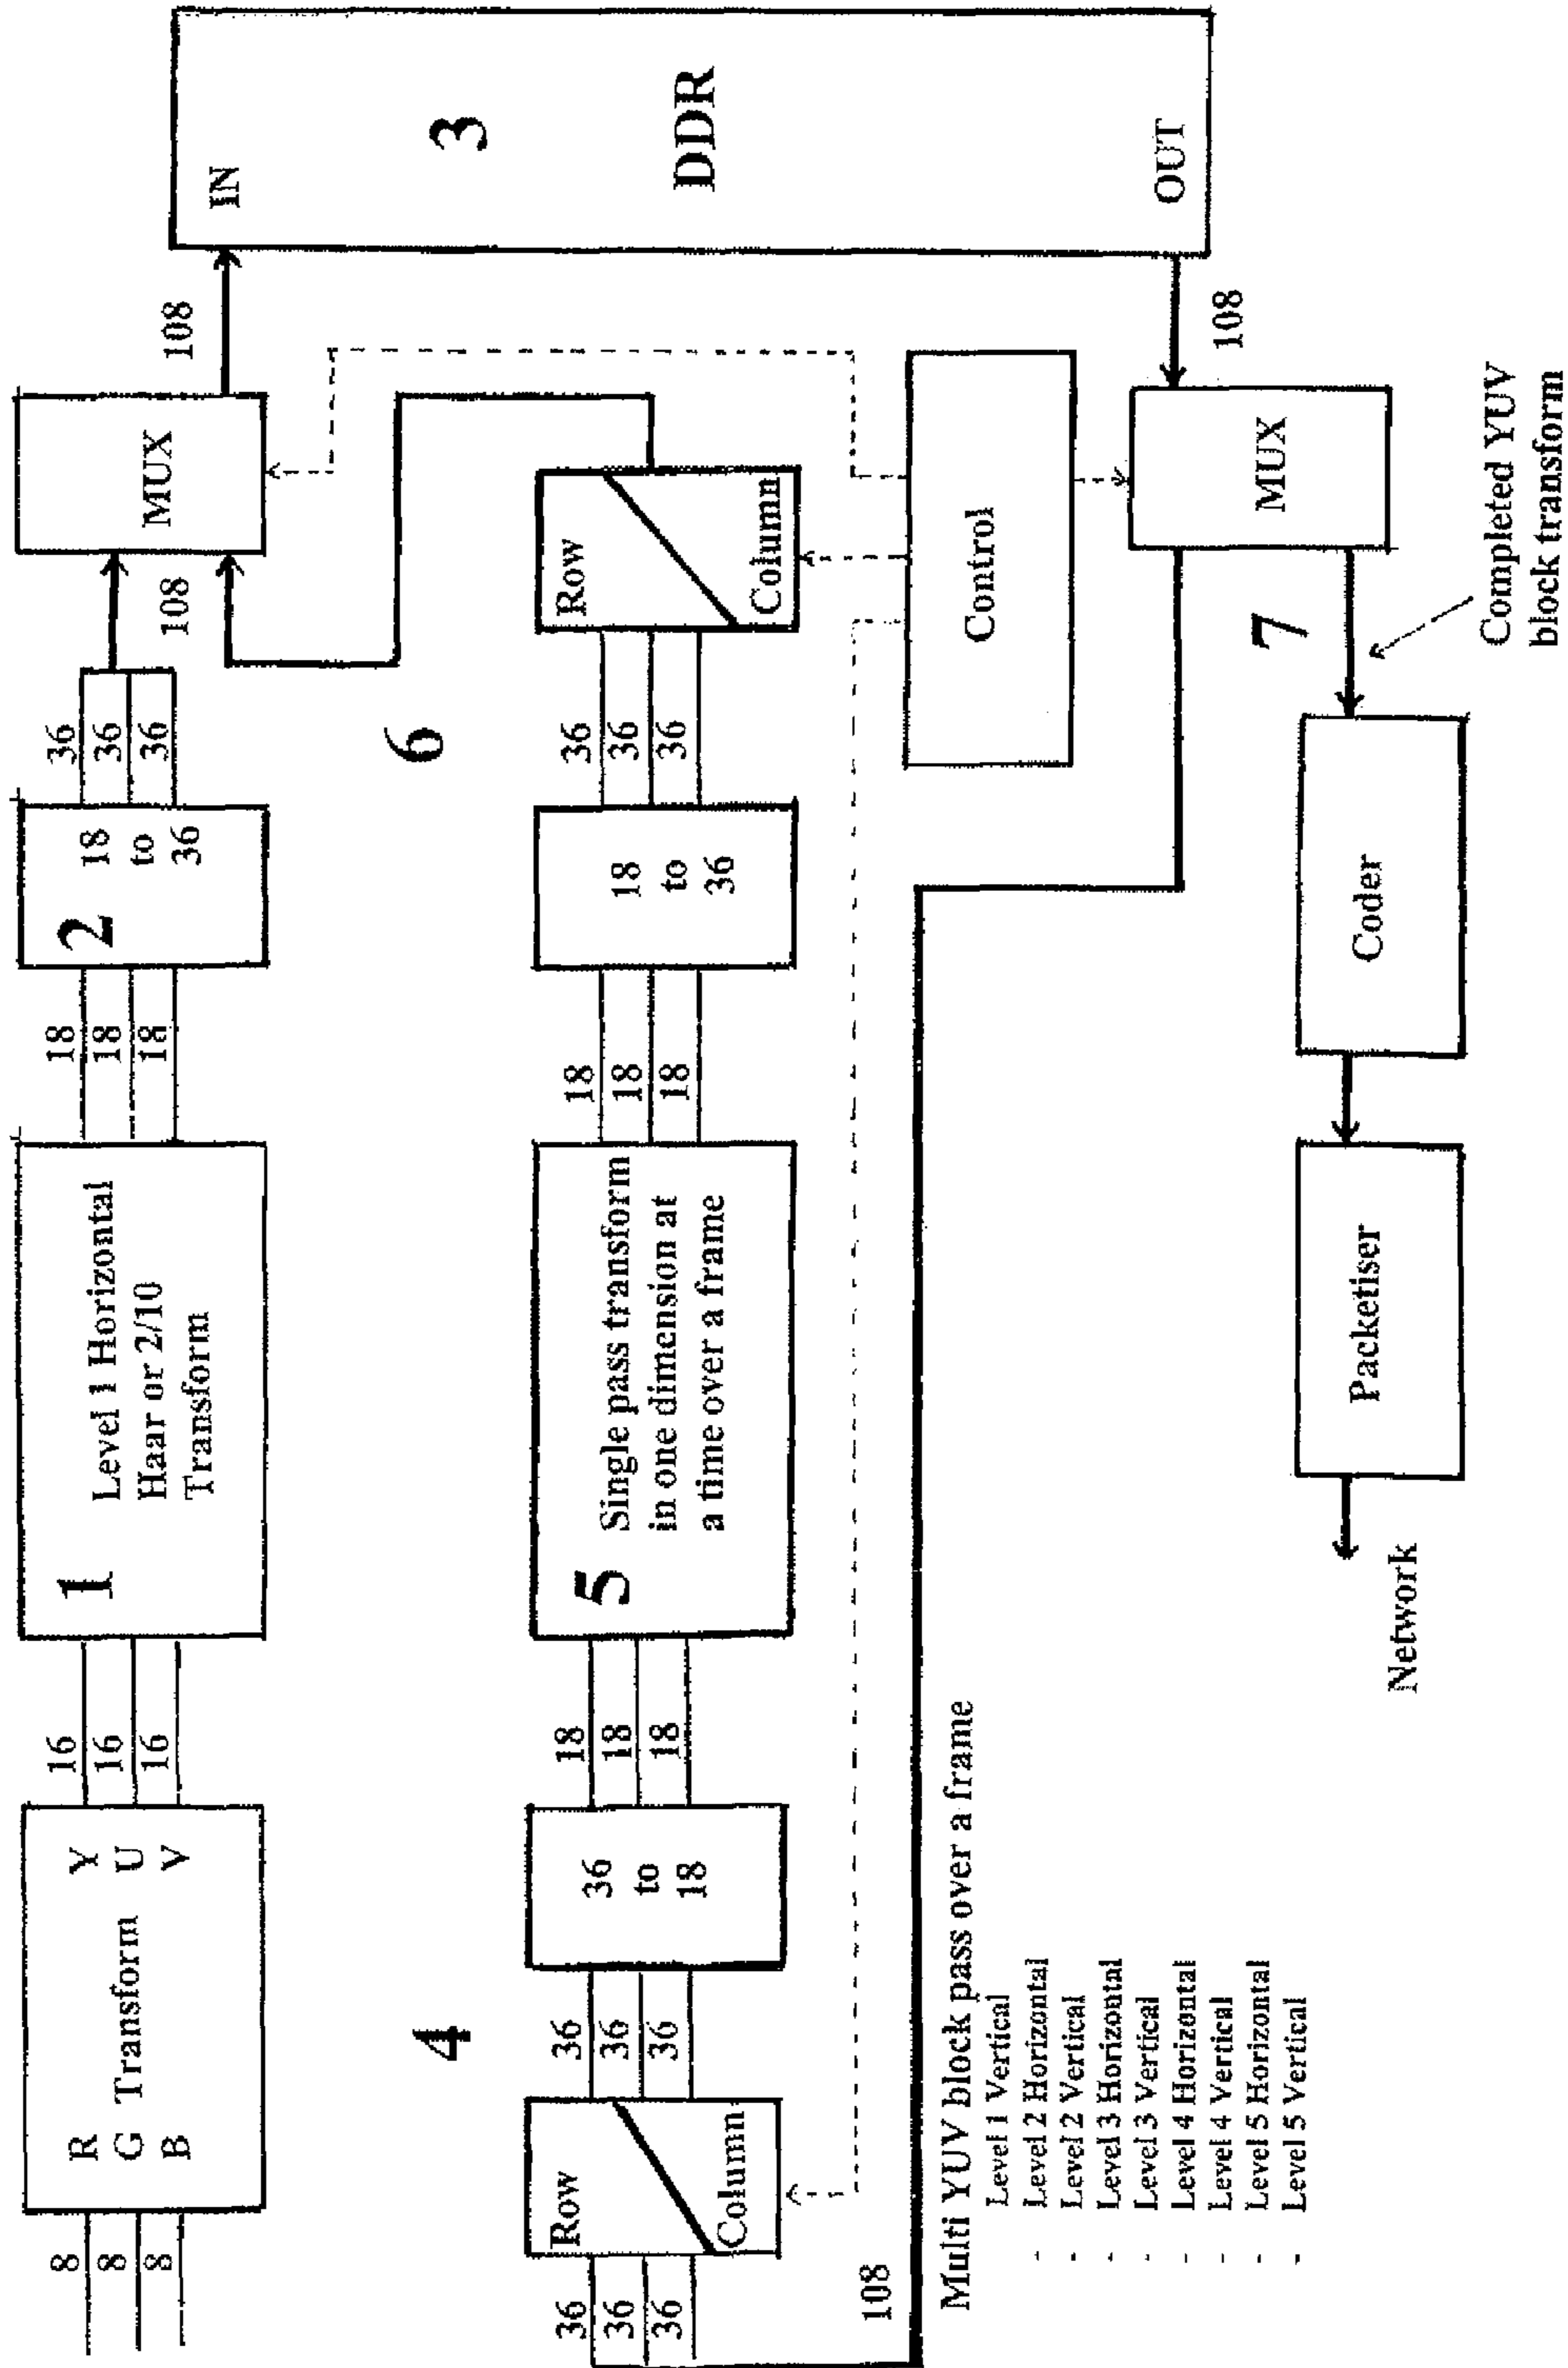 8
8
8
R Y
G Transform U
B V
16
16
16
1
Level 1 Horizontal
Haar or 2/10
Transform
18
18
18
2
18
to
36
36
36
36
108
MUX
108
IN
3
DDR
OUT
4
36
36
36
Row
Column
36
36
36
36
to
18
18
18
18
5
Single pass transform
in one dimension at
a time over a frame
18
18
18
18
to
36
6
36
36
36
Row
Column
Control
108
108
MUX
7
Completed YUV
block transform
Coder
Packetiser
Network
Multi YUV block pass over a frame
Level 1 Vertical
- Level 2 Horizontal
- Level 2 Vertical
- Level 3 Horizontal
- Level 3 Vertical
- Level 4 Horizontal
- Level 4 Vertical
- Level 5 Horizontal
- Level 5 Vertical